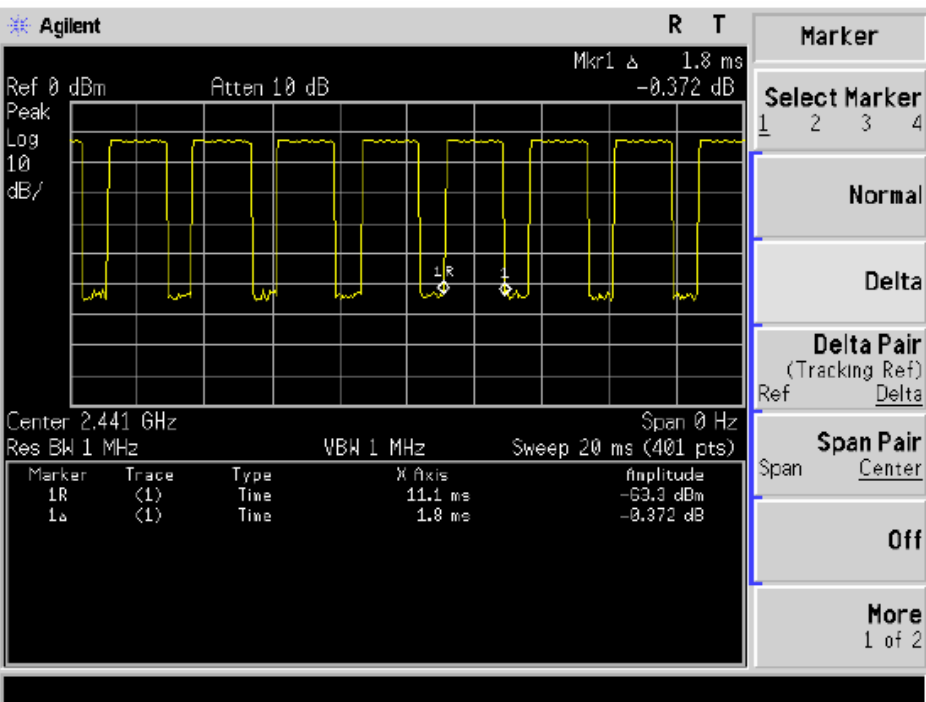 Agilent R T
Mkr1 Δ 1.8 ms
Ref 0 dBm Atten 10 dB -0.372 dB
Peak
Log
10
dB/
1R 1
Center 2.441 GHz Span 0 Hz
Res BW 1 MHz VBW 1 MHz Sweep 20 ms (401 pts)
Marker Trace Type X Axis Amplitude
1R (1) Time 11.1 ms -63.3 dBm
1Δ (1) Time 1.8 ms -0.372 dB
Marker
Select Marker
1 2 3 4
Normal
Delta
Delta Pair
(Tracking Ref)
Ref Delta
Span Pair
Span Center
Off
More
1 of 2